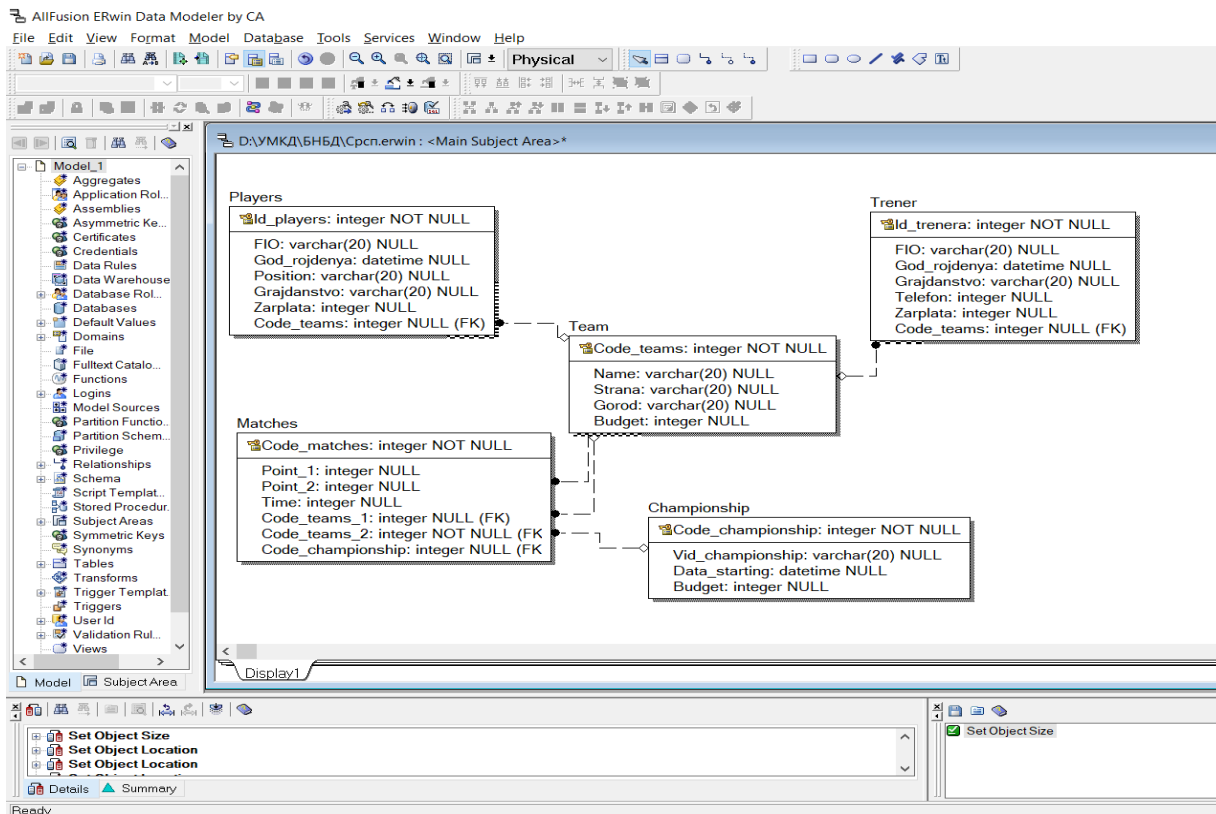 AllFusion ERwin Data Modeler by CA
File Edit View Format Model Database Tools Services Window Help
Physical
D:\УМКД\БНБД\Срсп.erwin : <Main Subject Area>*
Model_1
Aggregates
Application Rol...
Assemblies
Asymmetric Ke...
Certificates
Credentials
Data Rules
Data Warehouse
Database Rol...
Databases
Default Values
Domains
File
Fulltext Catalo...
Functions
Logins
Model Sources
Partition Functio..
Partition Schem...
Privilege
Relationships
Schema
Script Templat...
Stored Procedur.
Subject Areas
Symmetric Keys
Synonyms
Tables
Transforms
Trigger Templat.
Triggers
User Id
Validation Rul...
Views
Model Subject Area
Players
Id_players: integer NOT NULL
FIO: varchar(20) NULL
God_rojdenya: datetime NULL
Position: varchar(20) NULL
Grajdanstvo: varchar(20) NULL
Zarplata: integer NULL
Code_teams: integer NULL (FK)
Trener
Id_trenera: integer NOT NULL
FIO: varchar(20) NULL
God_rojdenya: datetime NULL
Grajdanstvo: varchar(20) NULL
Telefon: integer NULL
Zarplata: integer NULL
Code_teams: integer NULL (FK)
Team
Code_teams: integer NOT NULL
Name: varchar(20) NULL
Strana: varchar(20) NULL
Gorod: varchar(20) NULL
Budget: integer NULL
Matches
Code_matches: integer NOT NULL
Point_1: integer NULL
Point_2: integer NULL
Time: integer NULL
Code_teams_1: integer NULL (FK)
Code_teams_2: integer NOT NULL (FK
Code_championship: integer NULL (FK
Championship
Code_championship: integer NOT NULL
Vid_championship: varchar(20) NULL
Data_starting: datetime NULL
Budget: integer NULL
Display1
Set Object Size
Set Object Location
Set Object Location
Details Summary
Set Object Size
Ready